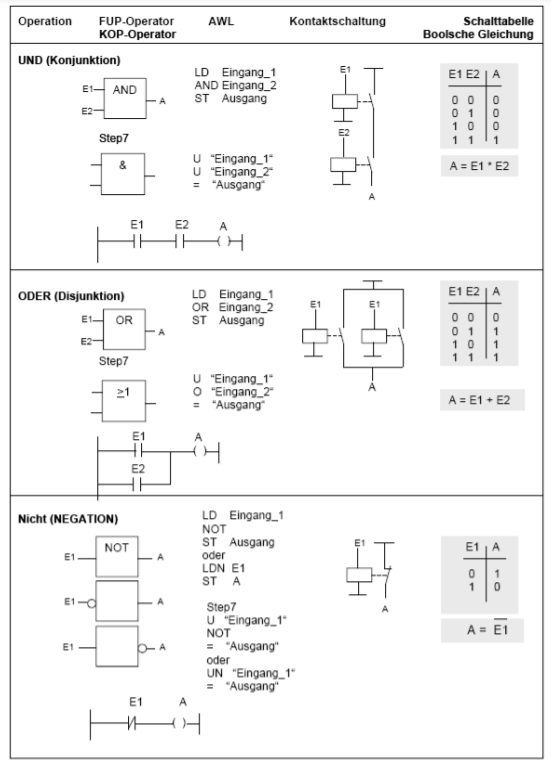 Operation FUP-Operator AWL Kontaktschaltung Schalttabelle
KOP-Operator Boolsche Gleichung
UND (Konjunktion)
E1 AND A
E2
LD Eingang_1
AND Eingang_2
ST Ausgang
E1
E2
A
E1 E2 A
0 0 0
0 1 0
1 0 0
1 1 1
A = E1 * E2
Step7
&
U "Eingang_1"
U "Eingang_2"
= "Ausgang"
E1 E2 A
ODER (Disjunktion)
E1 OR A
E2
LD Eingang_1
OR Eingang_2
ST Ausgang
E1 E1
A
E1 E2 A
0 0 0
0 1 1
1 0 1
1 1 1
A = E1 + E2
Step7
≥1
U "Eingang_1"
O "Eingang_2"
= "Ausgang"
E1 A
E2
Nicht (NEGATION)
E1 NOT A
E1 A
E1 A
LD Eingang_1
NOT
ST Ausgang
oder
LDN E1
ST A
Step7
U "Eingang_1"
NOT
= "Ausgang"
oder
UN "Eingang_1"
= "Ausgang"
E1
A
E1 A
0 1
1 0
A = E̅1̅
E1 A